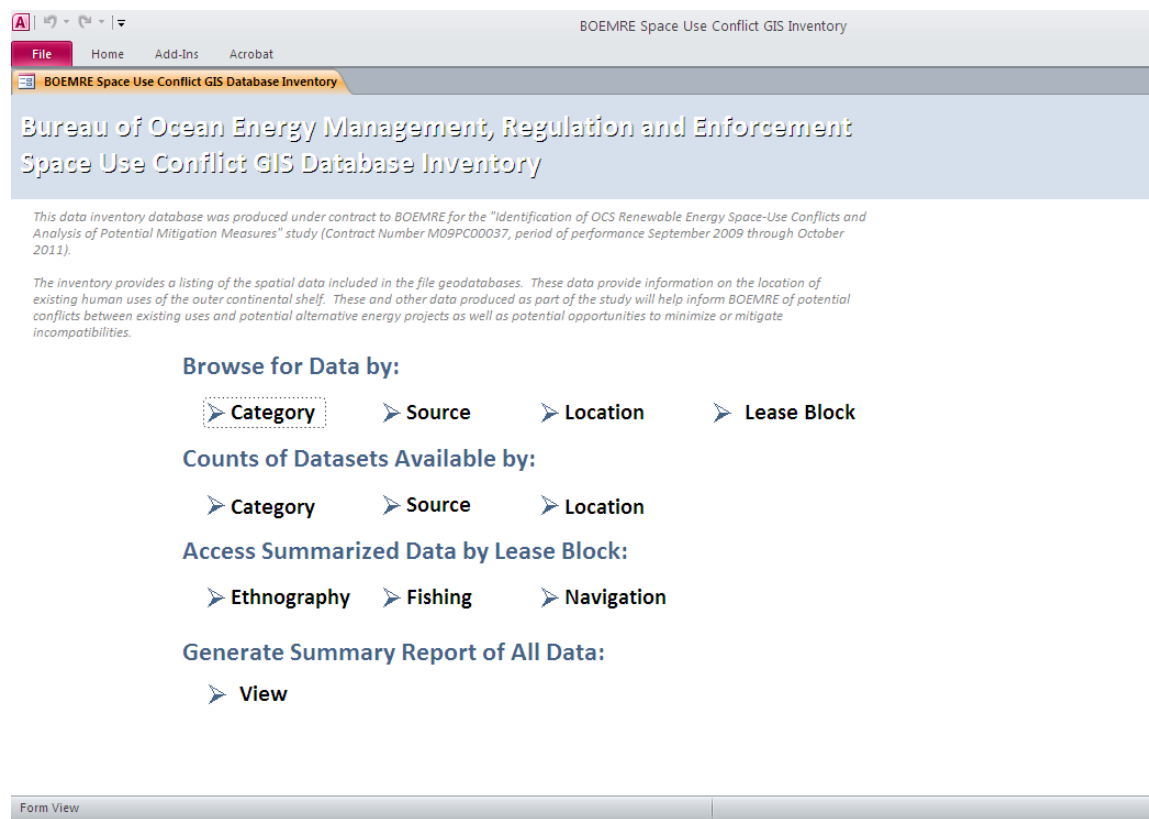 A
BOEMRE Space Use Conflict GIS Inventory
File Home Add-Ins Acrobat
BOEMRE Space Use Conflict GIS Database Inventory
Bureau of Ocean Energy Management, Regulation and Enforcement
Space Use Conflict GIS Database Inventory
This data inventory database was produced under contract to BOEMRE for the "Identification of OCS Renewable Energy Space-Use Conflicts and
Analysis of Potential Mitigation Measures" study (Contract Number M09PC00037, period of performance September 2009 through October
2011).
The inventory provides a listing of the spatial data included in the file geodatabases. These data provide information on the location of
existing human uses of the outer continental shelf. These and other data produced as part of the study will help inform BOEMRE of potential
conflicts between existing uses and potential alternative energy projects as well as potential opportunities to minimize or mitigate
incompatibilities.
Browse for Data by:
Category Source Location Lease Block
Counts of Datasets Available by:
Category Source Location
Access Summarized Data by Lease Block:
Ethnography Fishing Navigation
Generate Summary Report of All Data:
View
Form View